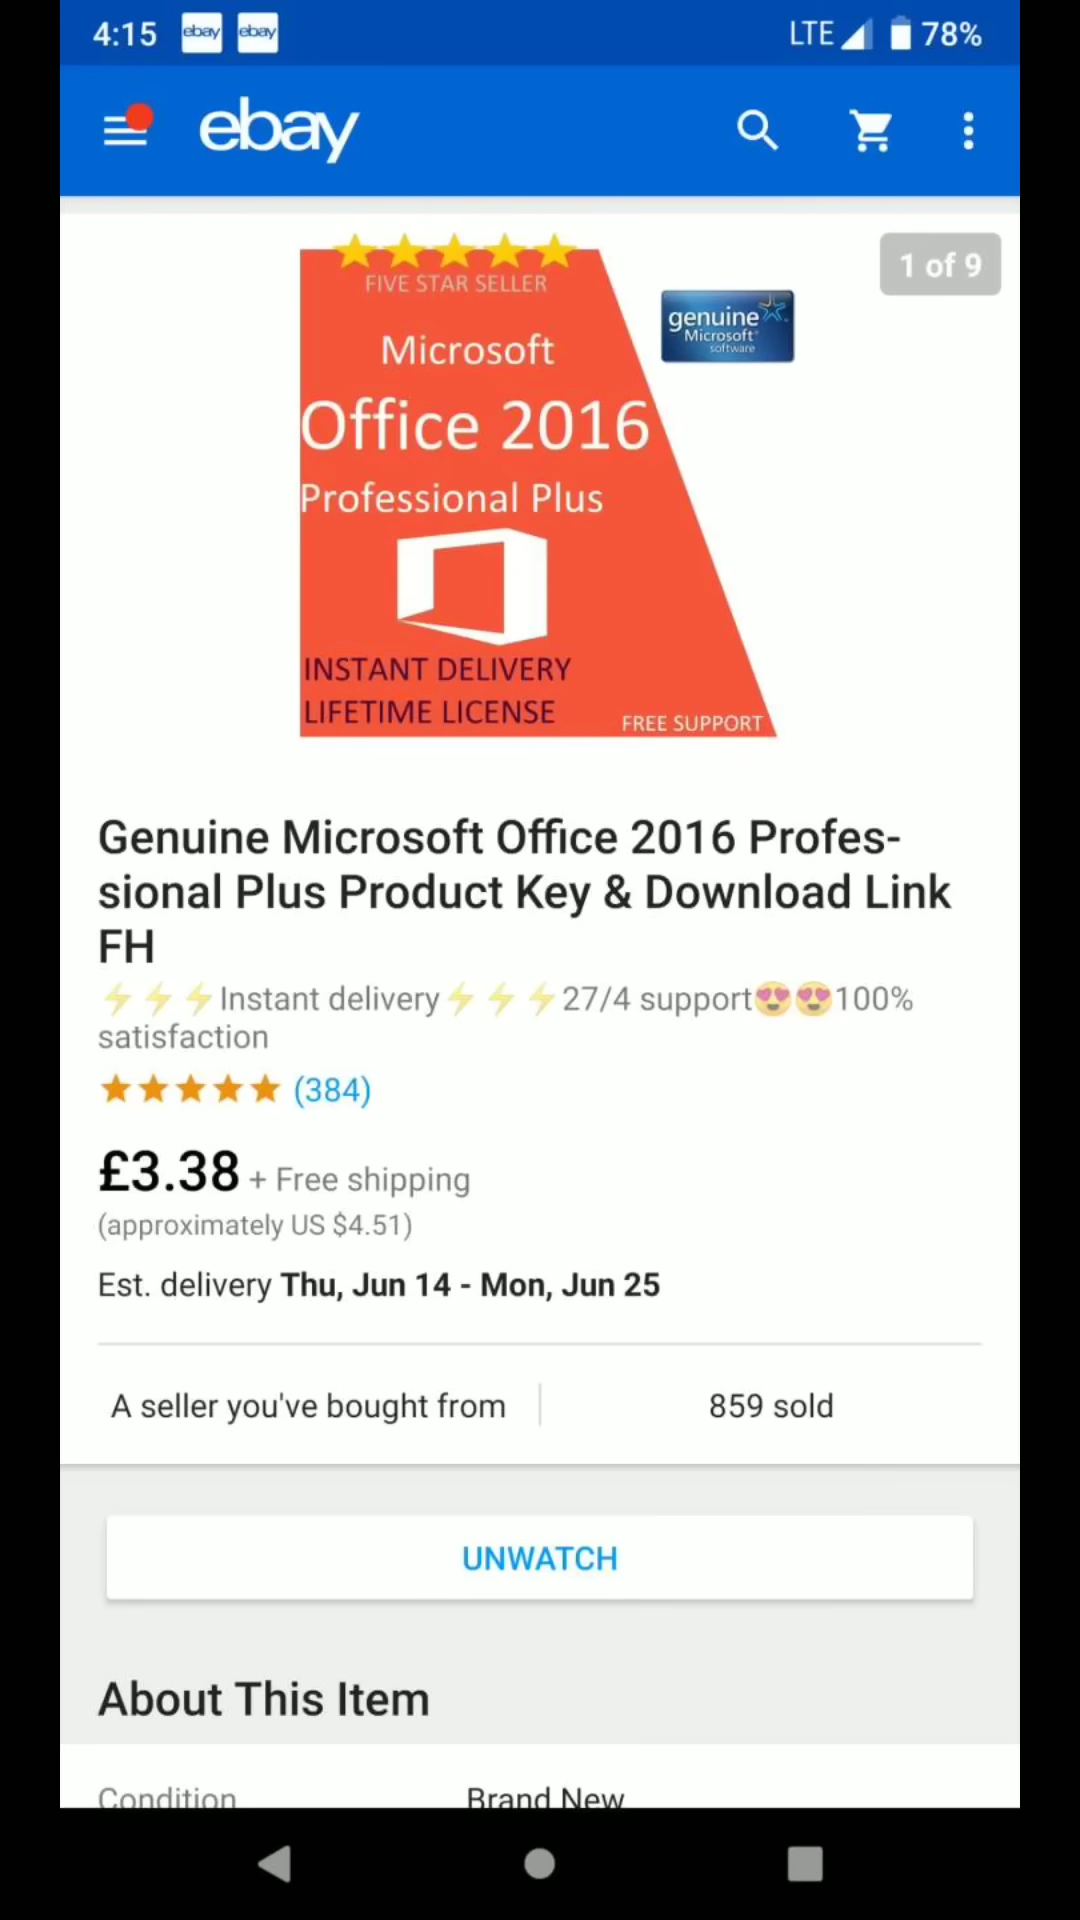 4:15 ebay ebay LTE 78%
ebay
1 of 9
FIVE STAR SELLER
genuine
Microsoft
software
Microsoft
Office 2016
Professional Plus
INSTANT DELIVERY
LIFETIME LICENSE
FREE SUPPORT
Genuine Microsoft Office 2016 Profes-
sional Plus Product Key & Download Link
FH
⚡⚡⚡Instant delivery⚡⚡⚡27/4 support😍😍100%
satisfaction
(384)
£3.38 + Free shipping
(approximately US $4.51)
Est. delivery Thu, Jun 14 - Mon, Jun 25
A seller you've bought from 859 sold
UNWATCH
About This Item
Condition Brand New